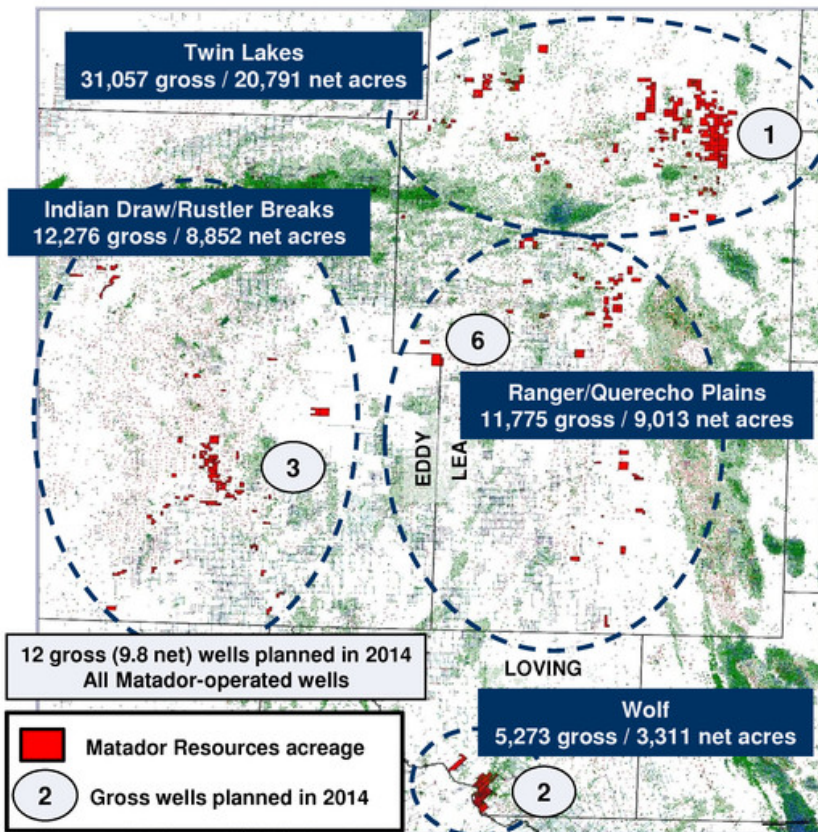 Twin Lakes
31,057 gross / 20,791 net acres
1
Indian Draw/Rustler Breaks
12,276 gross / 8,852 net acres
6
Ranger/Querecho Plains
11,775 gross / 9,013 net acres
EDDY
LEA
3
12 gross (9.8 net) wells planned in 2014
All Matador-operated wells
LOVING
Wolf
5,273 gross / 3,311 net acres
2
Matador Resources acreage
2 Gross wells planned in 2014